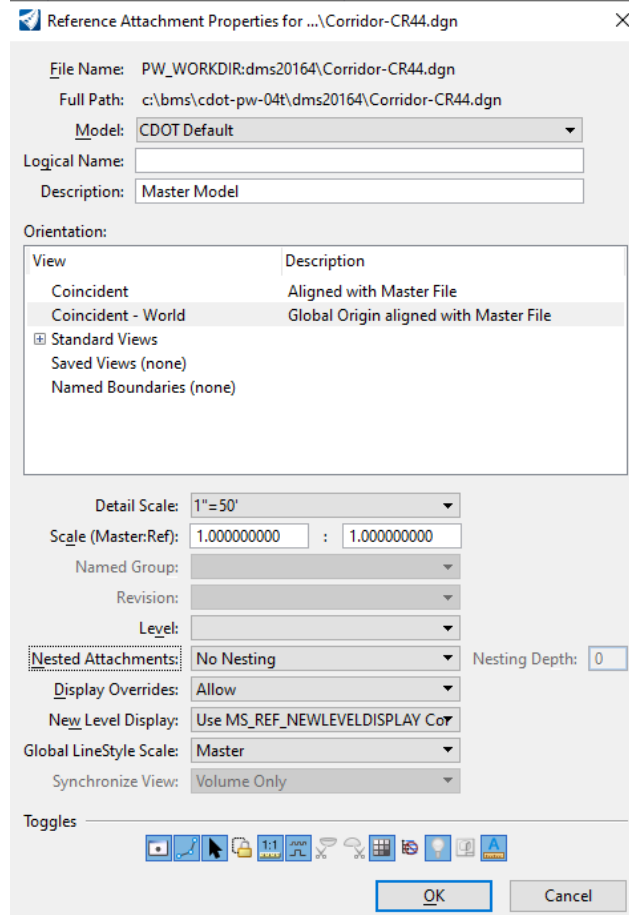 Reference Attachment Properties for ...\Corridor-CR44.dgn
File Name: PW_WORKDIR:dms20164\Corridor-CR44.dgn
Full Path: c:\bms\cdot-pw-04t\dms20164\Corridor-CR44.dgn
Model: CDOT Default
Logical Name:
Description: Master Model
Orientation:
View Description
Coincident Aligned with Master File
Coincident - World Global Origin aligned with Master File
Standard Views
Saved Views (none)
Named Boundaries (none)
Detail Scale: 1"=50'
Scale (Master:Ref): 1.000000000 : 1.000000000
Named Group:
Revision:
Level:
Nested Attachments: No Nesting Nesting Depth: 0
Display Overrides: Allow
New Level Display: Use MS_REF_NEWLEVELDISPLAY Co
Global LineStyle Scale: Master
Synchronize View: Volume Only
Toggles
1:1 A
OK Cancel